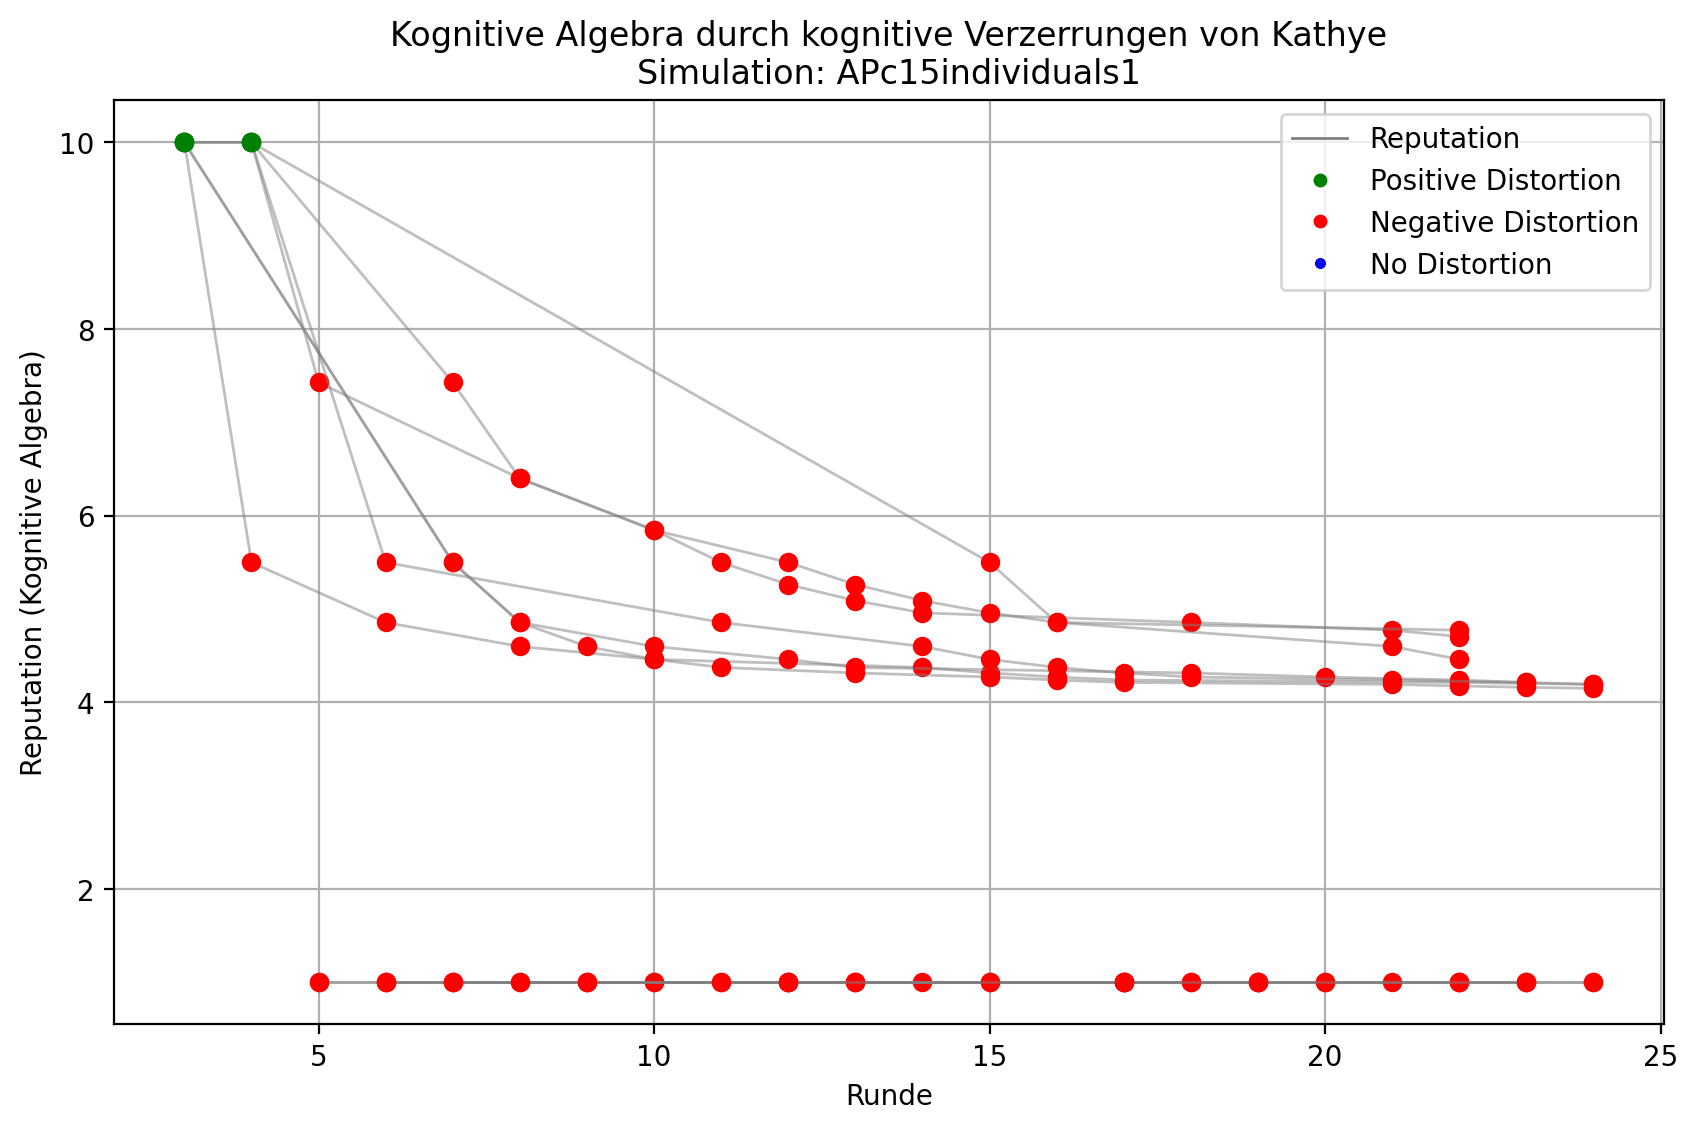 Kognitive Algebra durch kognitive Verzerrungen von Kathye
Simulation: APc15individuals1
Reputation
Positive Distortion
Negative Distortion
No Distortion
Reputation (Kognitive Algebra)
10
8
6
4
2
5
10
15
20
25
Runde